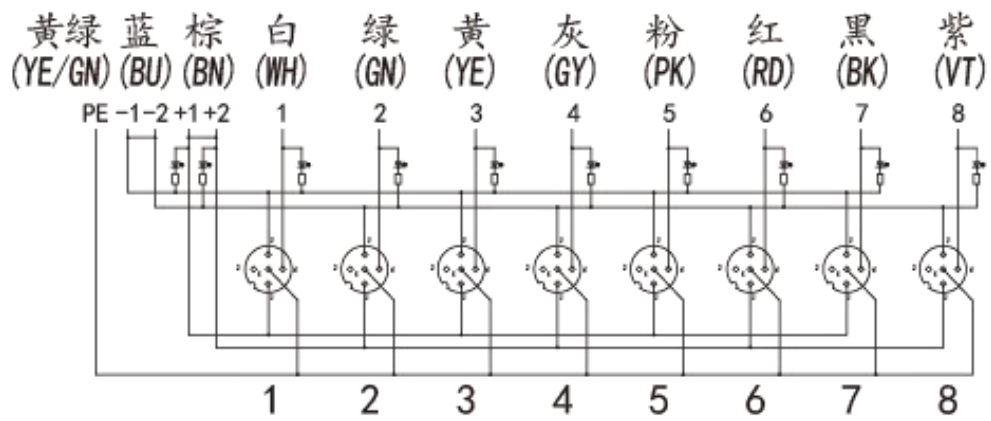 黄绿 蓝 棕 白 绿 黄 灰 粉 红 黑 紫
(YE/GN) (BU) (BN) (WH) (GN) (YE) (GY) (PK) (RD) (BK) (VT)
PE -1 -2 +1 +2 1 2 3 4 5 6 7 8
1 2 3 4 5 6 7 8